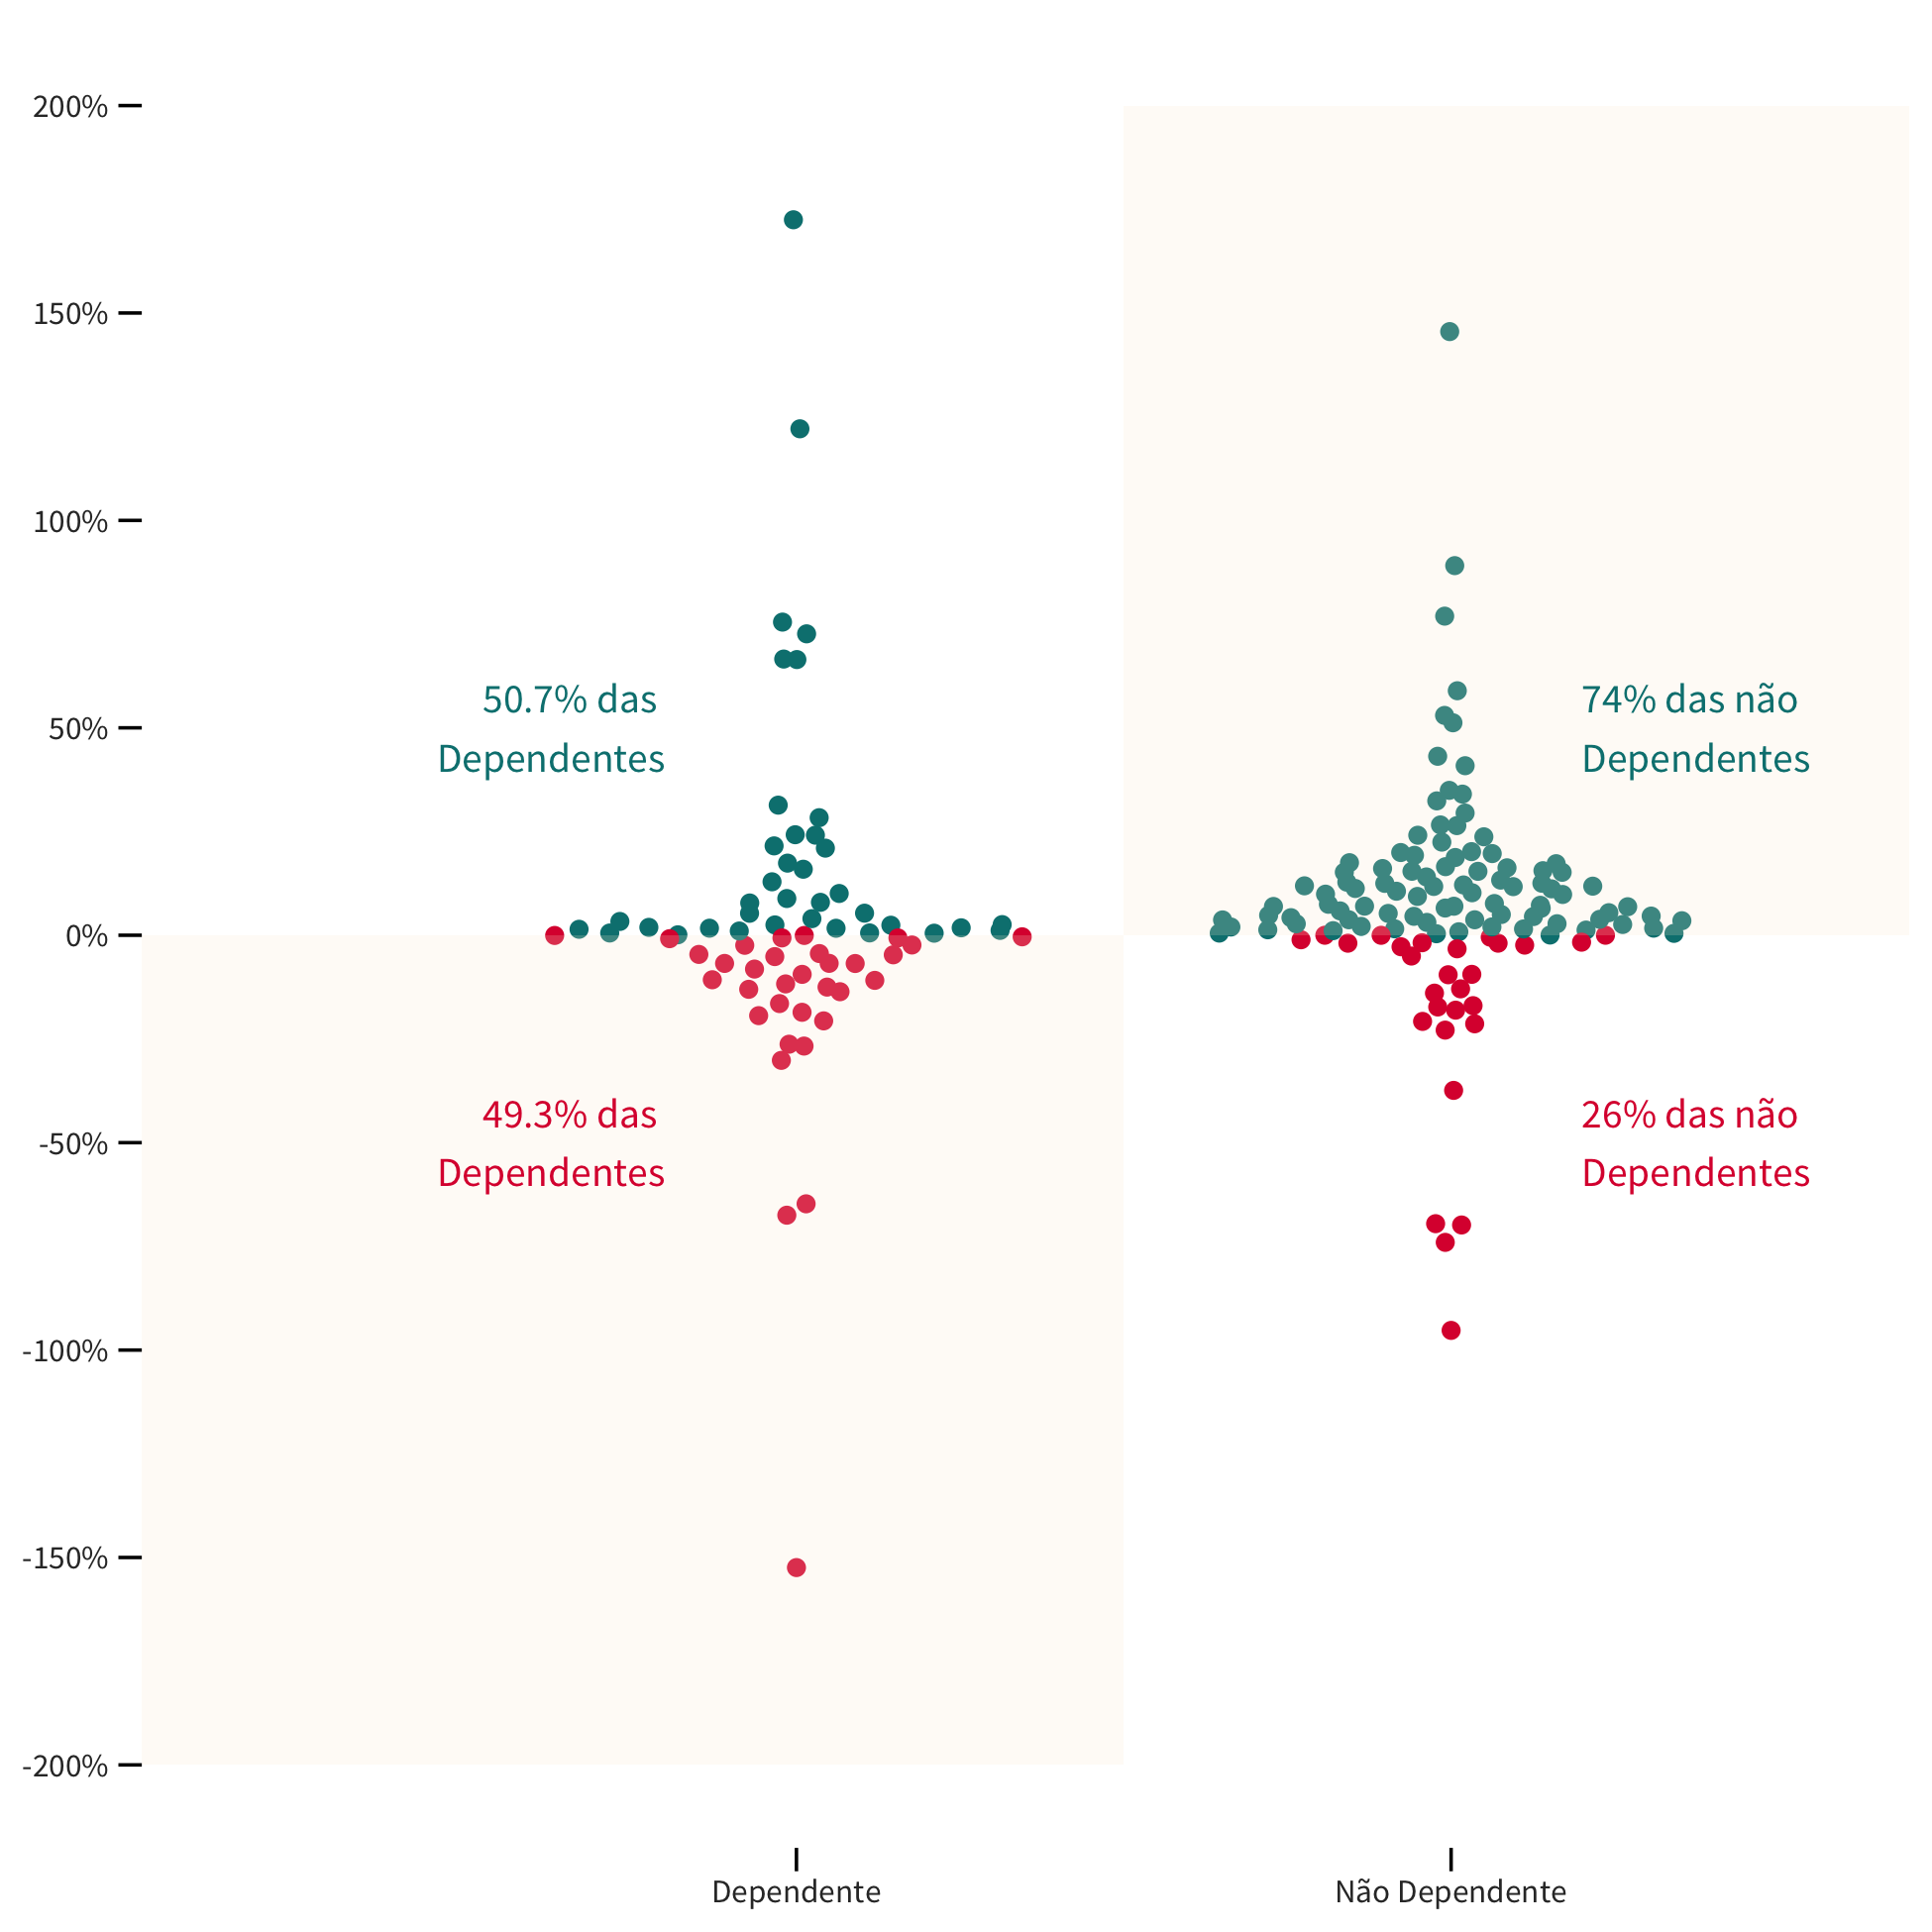 200%
150%
100%
50%
0%
-50%
-100%
-150%
-200%
50.7% das
Dependentes
74% das não
Dependentes
49.3% das
Dependentes
26% das não
Dependentes
Dependente
Não Dependente